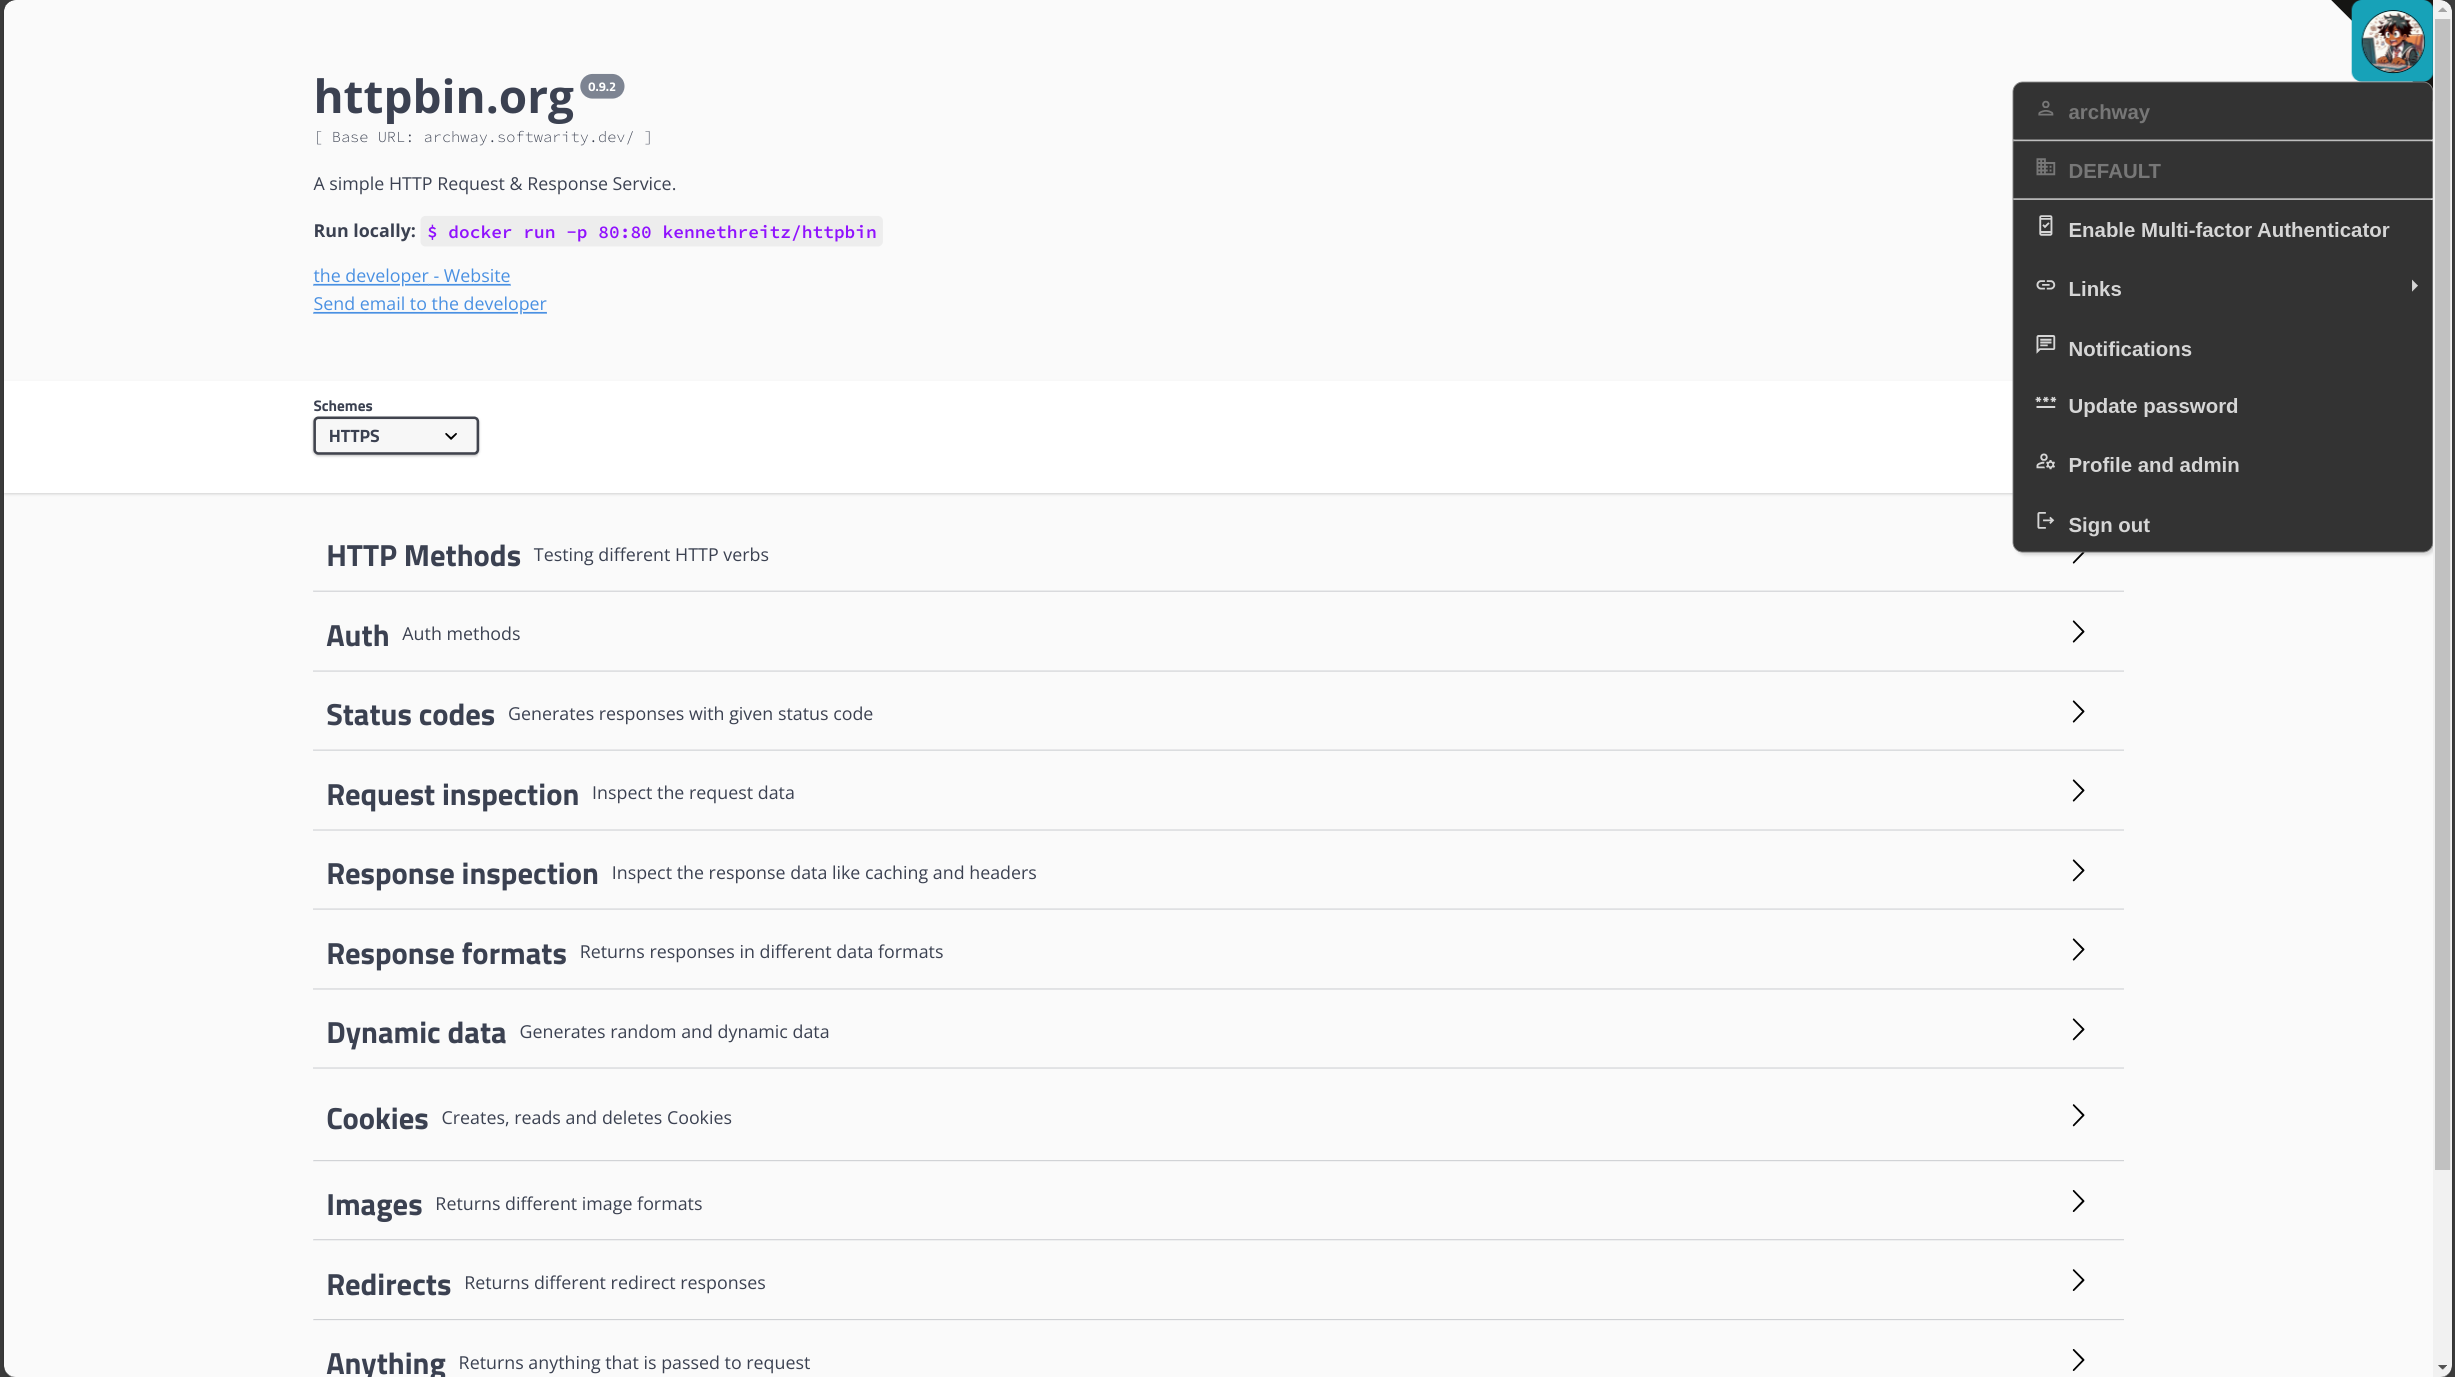 httpbin.org 0.9.2
[ Base URL: archway.softwarity.dev/ ]
A simple HTTP Request & Response Service.
Run locally: $ docker run -p 80:80 kennethreitz/httpbin
the developer - Website
Send email to the developer
archway
DEFAULT
Enable Multi-factor Authenticator
Links
Notifications
Update password
Profile and admin
Sign out
Schemes
HTTPS
HTTP Methods Testing different HTTP verbs
Auth Auth methods
Status codes Generates responses with given status code
Request inspection Inspect the request data
Response inspection Inspect the response data like caching and headers
Response formats Returns responses in different data formats
Dynamic data Generates random and dynamic data
Cookies Creates, reads and deletes Cookies
Images Returns different image formats
Redirects Returns different redirect responses
Anything Returns anything that is passed to request